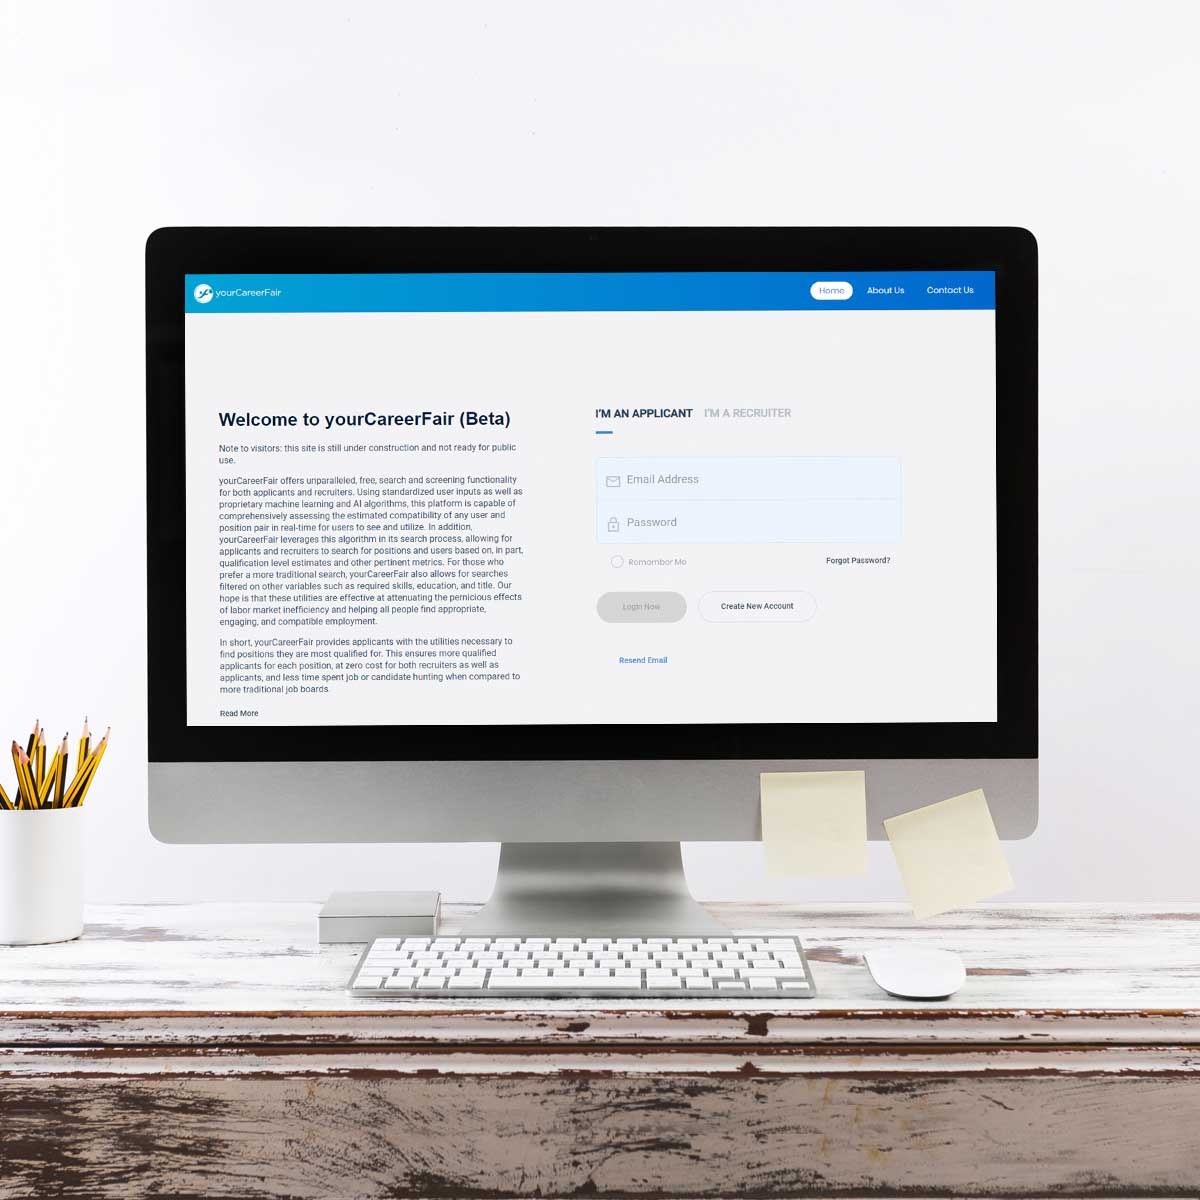 yourCareerFair
Home
About Us
Contact Us
Welcome to yourCareerFair (Beta)
Note to visitors: this site is still under construction and not ready for public
use.
yourCareerFair offers unparalleled, free, search and screening functionality
for both applicants and recruiters. Using standardized user inputs as well as
proprietary machine learning and AI algorithms, this platform is capable of
comprehensively assessing the estimated compatibility of any user and
position pair in real-time for users to see and utilize. In addition,
yourCareerFair leverages this algorithm in its search process, allowing for
applicants and recruiters to search for positions and users based on, in part,
qualification level estimates and other pertinent metrics. For those who
prefer a more traditional search, yourCareerFair also allows for searches
filtered on other variables such as required skills, education, and title. Our
hope is that these utilities are effective at attenuating the pernicious effects
of labor market inefficiency and helping all people find appropriate,
engaging, and compatible employment.
In short, yourCareerFair provides applicants with the utilities necessary to
find positions they are most qualified for. This ensures more qualified
applicants for each position, at zero cost for both recruiters as well as
applicants, and less time spent job or candidate hunting when compared to
more traditional job boards.
Read More
I'M AN APPLICANT
I'M A RECRUITER
Email Address
Password
Remember Me
Forgot Password?
Login Now
Create New Account
Resend Email